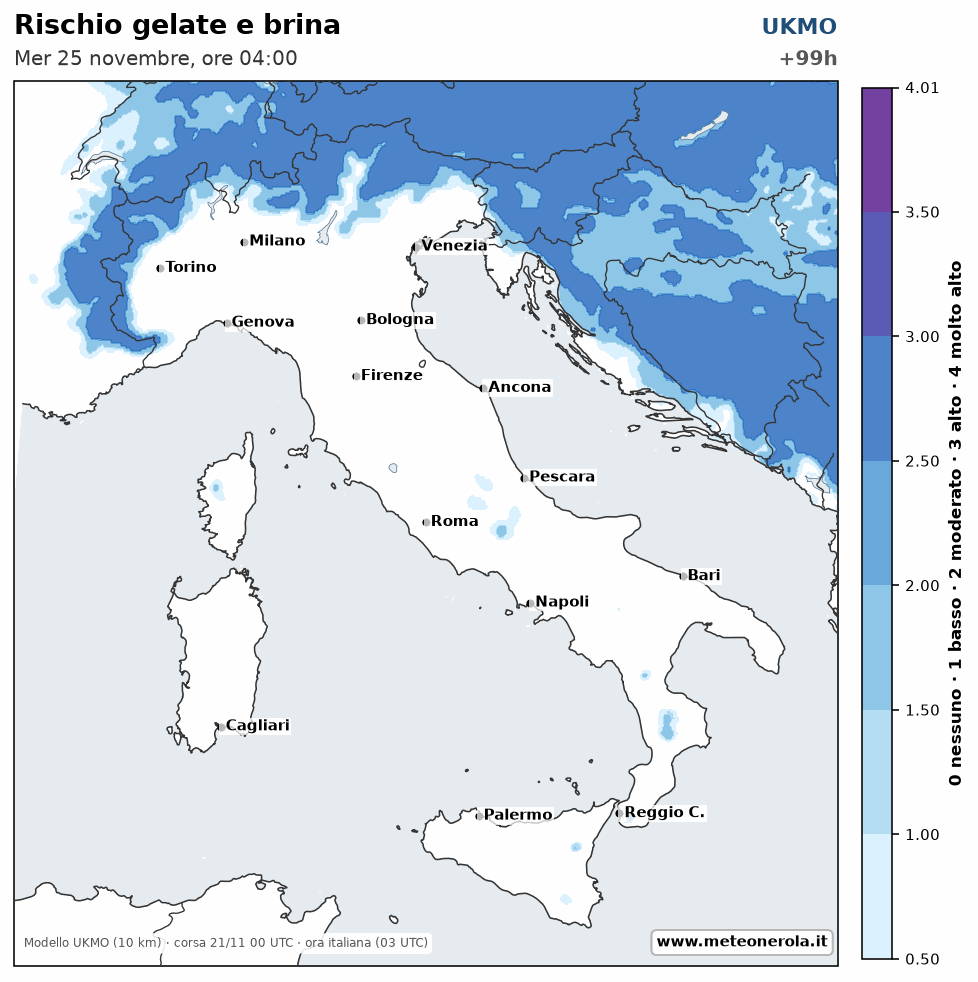 Rischio gelate e brina
UKMO
Mer 25 novembre, ore 04:00
+99h
4.01
3.50
3.00
2.50
2.00
1.50
1.00
0.50
0 nessuno · 1 basso · 2 moderato · 3 alto · 4 molto alto
Milano
Venezia
Torino
Genova
Bologna
Firenze
Ancona
Pescara
Roma
Bari
Napoli
Cagliari
Palermo
Reggio C.
Modello UKMO (10 km) · corsa 21/11 00 UTC · ora italiana (03 UTC)
www.meteonerola.it